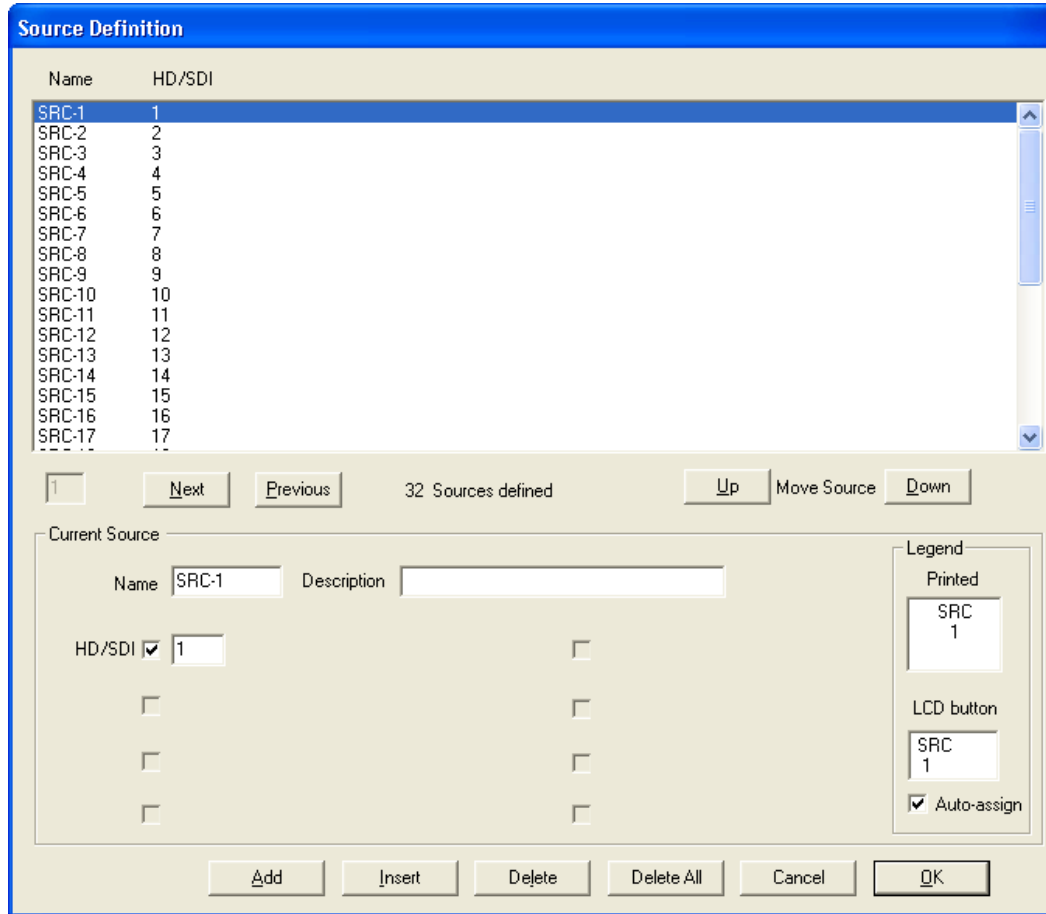 Source Definition
Name HD/SDI
SRC-1 1
SRC-2 2
SRC-3 3
SRC-4 4
SRC-5 5
SRC-6 6
SRC-7 7
SRC-8 8
SRC-9 9
SRC-10 10
SRC-11 11
SRC-12 12
SRC-13 13
SRC-14 14
SRC-15 15
SRC-16 16
SRC-17 17
1 Next Previous 32 Sources defined Up Move Source Down
Current Source
Name SRC-1 Description
HD/SDI 1
Legend
Printed
SRC
1
LCD button
SRC
1
Auto-assign
Add Insert Delete Delete All Cancel OK